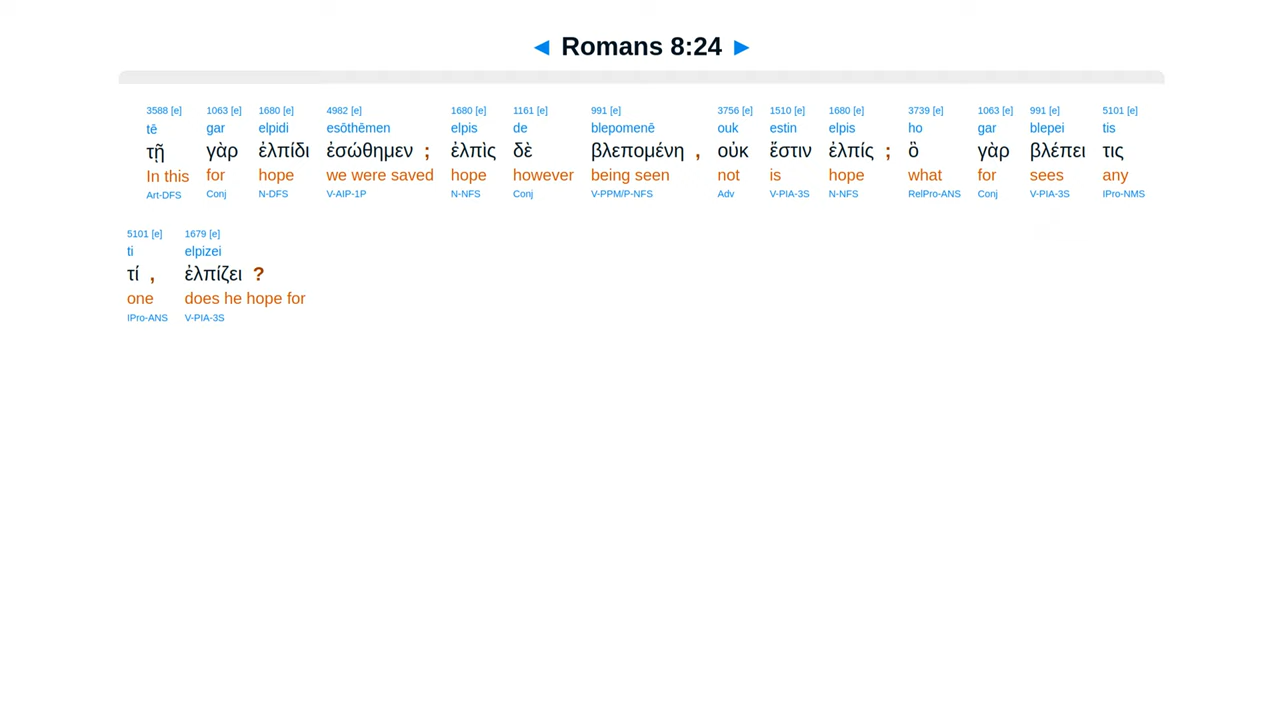 ◄ Romans 8:24 ►
3588 [e] 1063 [e] 1680 [e] 4982 [e] 1680 [e] 1161 [e] 991 [e] 3756 [e] 1510 [e] 1680 [e] 3739 [e] 1063 [e] 991 [e] 5101 [e]
tē gar elpidi esōthēmen elpis de blepomenē ouk estin elpis ho gar blepei tis
τῇ γὰρ ἐλπίδι ἐσώθημεν ; ἐλπὶς δὲ βλεπομένη , οὐκ ἔστιν ἐλπίς ; ὃ γὰρ βλέπει τις
In this for hope we were saved hope however being seen not is hope what for sees any
Art-DFS Conj N-DFS V-AIP-1P N-NFS Conj V-PPM/P-NFS Adv V-PIA-3S N-NFS RelPro-ANS Conj V-PIA-3S IPro-NMS
5101 [e] 1679 [e]
ti elpizei
τί , ἐλπίζει ?
one does he hope for
IPro-ANS V-PIA-3S